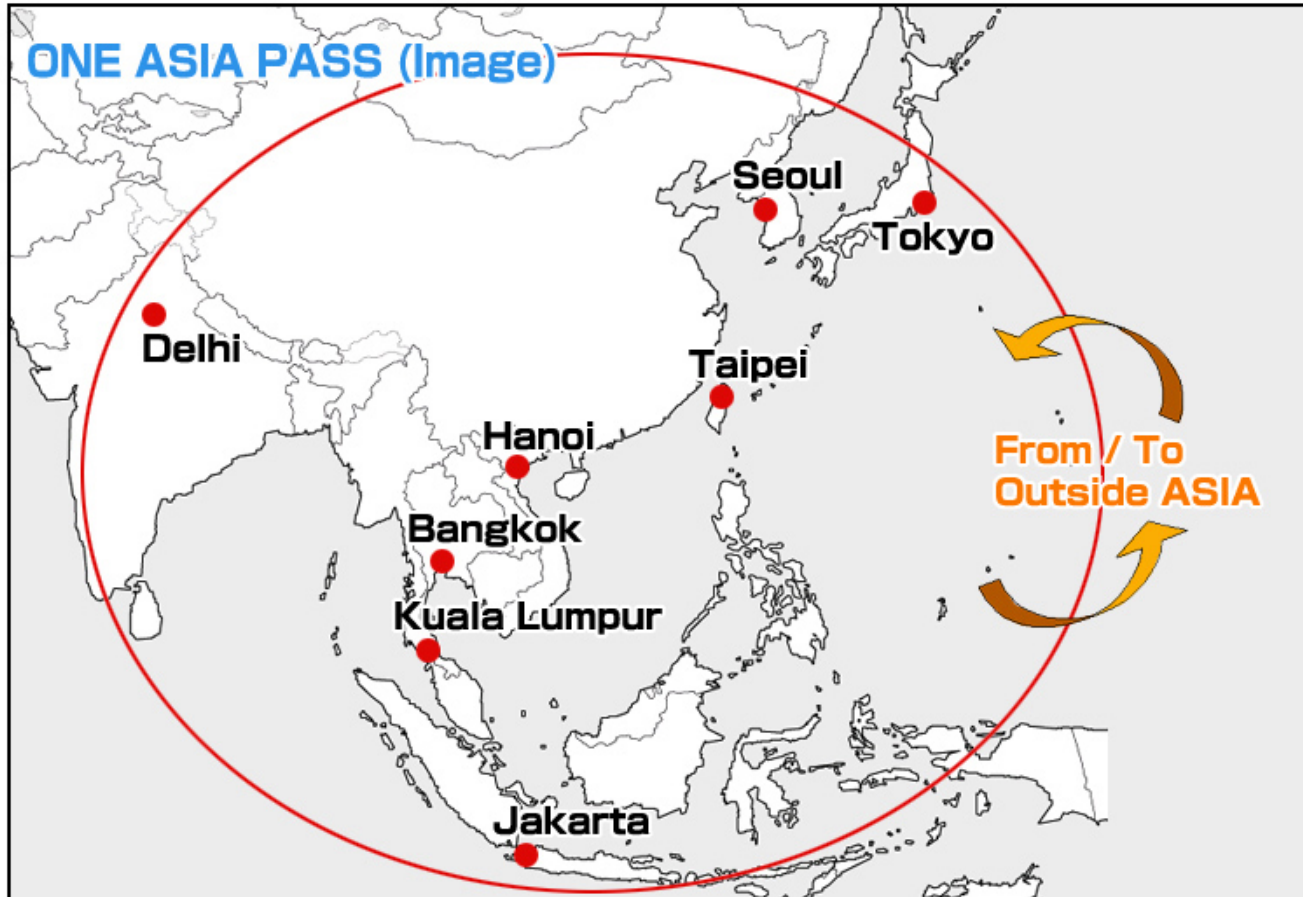 ONE ASIA PASS (Image)
Seoul
Tokyo
Delhi
Taipei
Hanoi
From / To
Outside ASIA
Bangkok
Kuala Lumpur
Jakarta